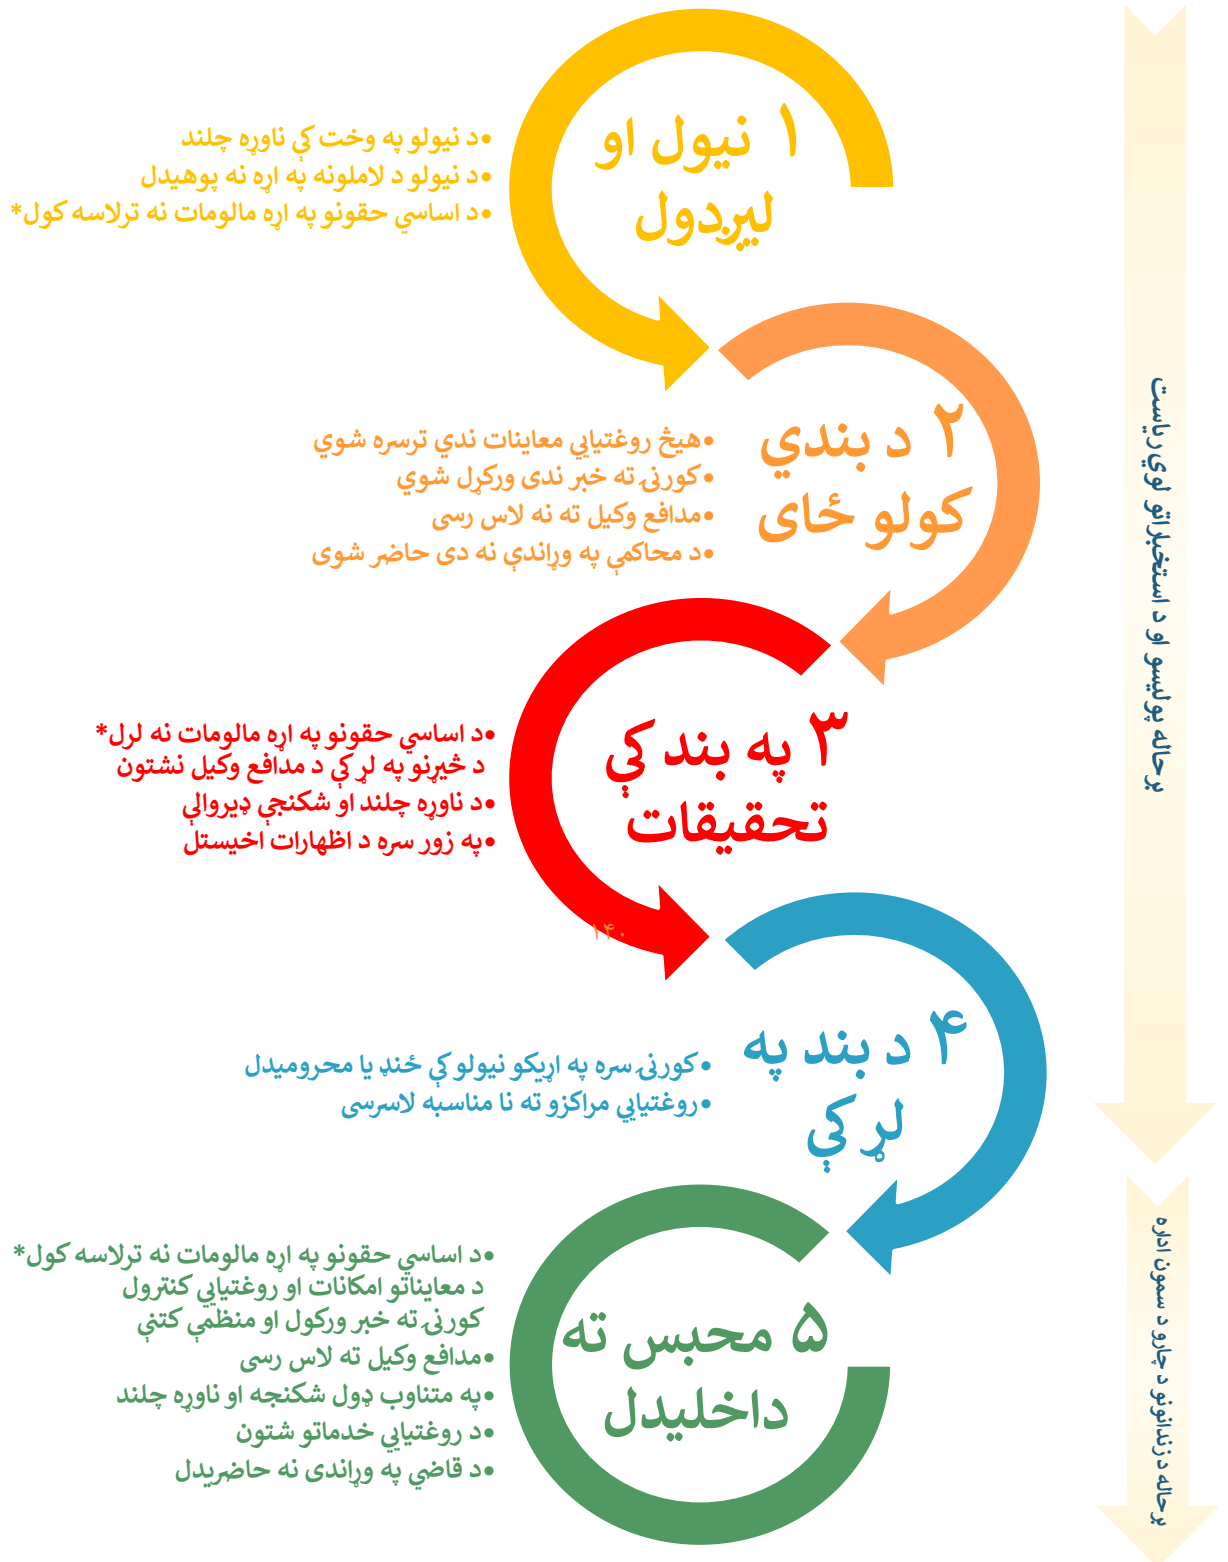 ۱ نیول او
لیږدول
•د نیولو په وخت کې ناوړه چلند
•د نیولو د لاملونه په اړه نه پوهیدل
•د اساسي حقونو په اړه مالومات نه ترلاسه کول*
۲ د بندي
کولو ځای
•هیڅ روغتیایي معاینات ندي ترسره شوي
•کورنۍ ته خبر ندی ورکړل شوي
•مدافع وکیل ته نه لاس رسی
•د محاکمې په وړاندې نه دی حاضر شوی
۳ په بند کې
تحقیقات
•د اساسي حقونو په اړه مالومات نه لرل*
د څیړنو په لړ کې د مدافع وکیل نشتون
•د ناوړه چلند او شکنجې ډیروالي
•په زور سره د اظهارات اخیستل
۱۴۰
۴ د بند په
لړ کې
•کورنۍ سره په اړیکو نیولو کې ځنډ یا محرومیدل
•روغتیایي مراکزو ته نا مناسبه لاسرسی
۵ محبس ته
داخلیدل
•د اساسي حقونو په اړه مالومات نه ترلاسه کول*
د معایناتو امکانات او روغتیایي کنترول
کورنۍ ته خبر ورکول او منظمې کتنې
•مدافع وکیل ته لاس رسی
•په متناوب ډول شکنجه او ناوړه چلند
•د روغتیایي خدماتو شتون
•د قاضي په وړاندی نه حاضریدل
برحاله پولیسو او د استخباراتو لوي ریاست
برحاله د زندانونو د چارو د سمون اداره